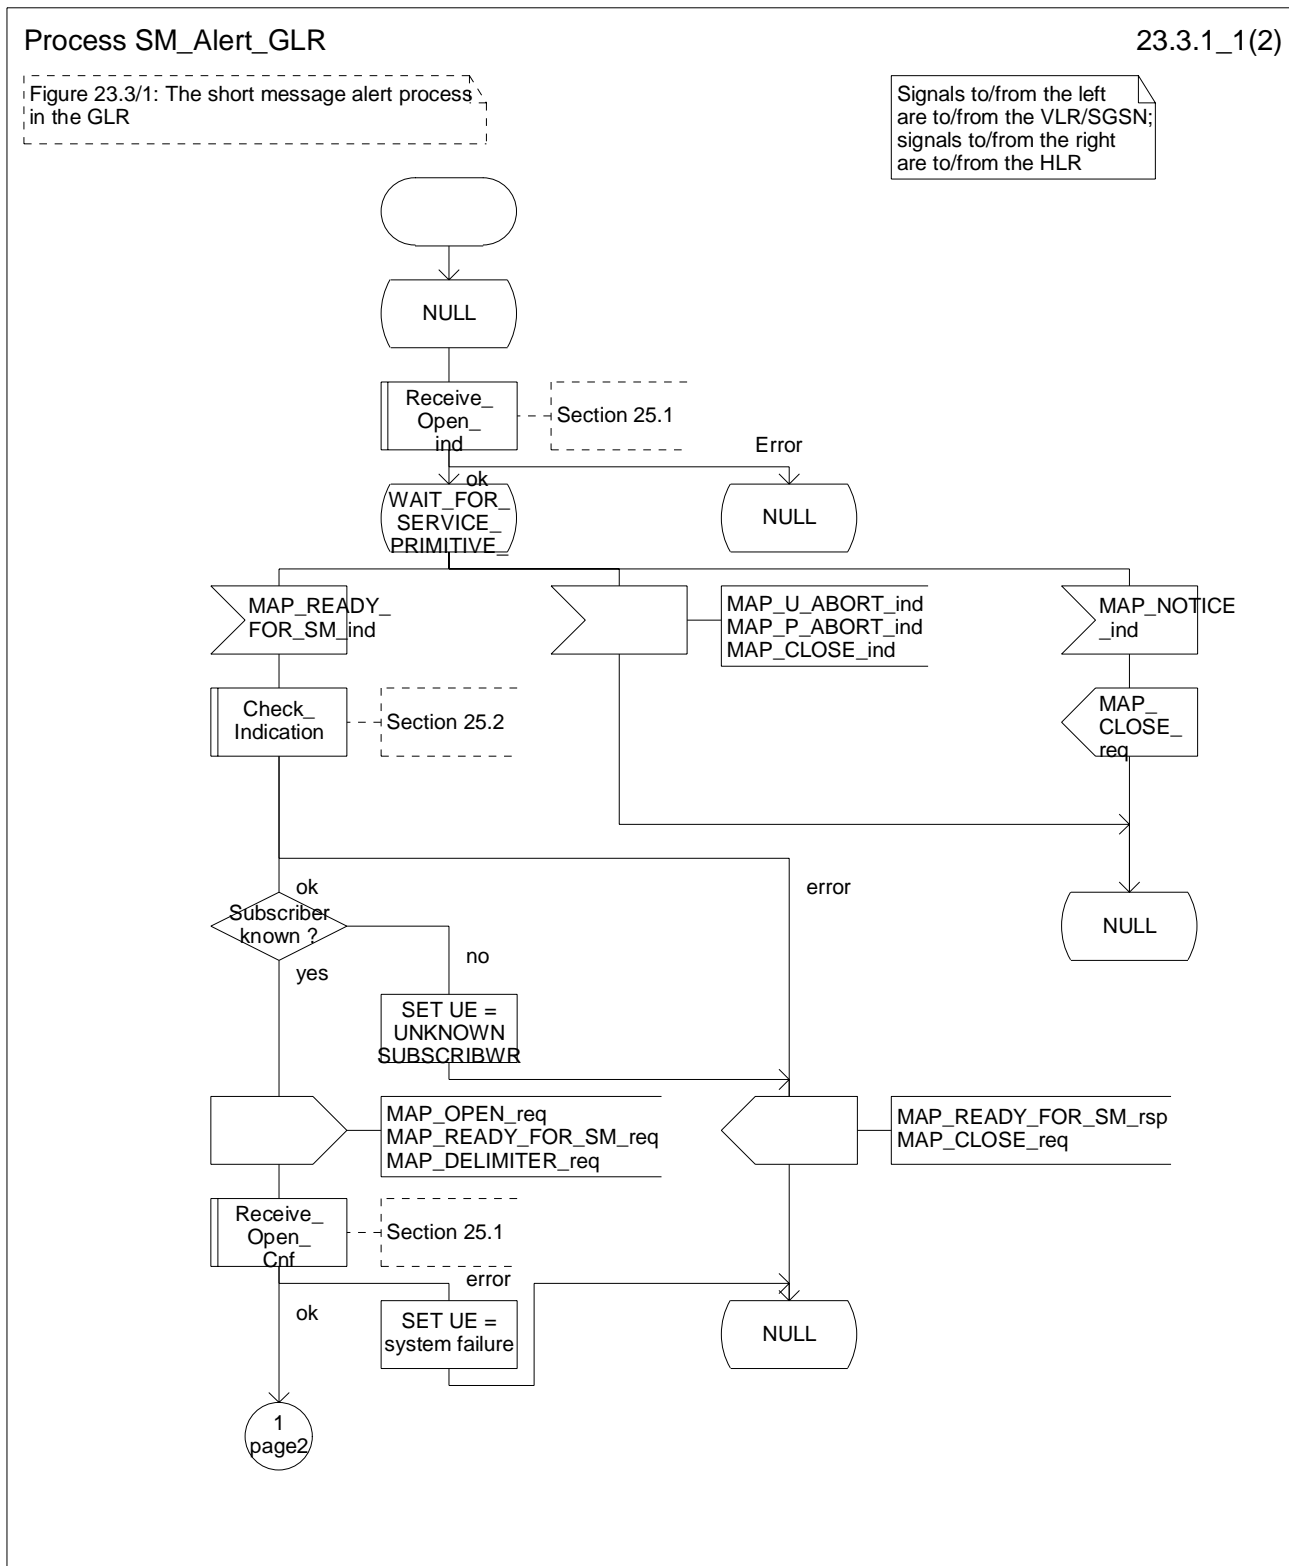 Process SM_Alert_GLR
23.3.1_1(2)
Figure 23.3/1: The short message alert process
in the GLR
Signals to/from the left
are to/from the VLR/SGSN;
signals to/from the right
are to/from the HLR
NULL
Receive_
Open_
ind
Section 25.1
Error
ok
WAIT_FOR_
SERVICE_
PRIMITIVE_
NULL
MAP_READY_
FOR_SM_ind
MAP_U_ABORT_ind
MAP_P_ABORT_ind
MAP_CLOSE_ind
MAP_NOTICE
_ind
Check_
Indication
Section 25.2
MAP_
CLOSE_
req
ok
error
Subscriber
known ?
NULL
no
yes
SET UE =
UNKNOWN
SUBSCRIBWR
MAP_OPEN_req
MAP_READY_FOR_SM_req
MAP_DELIMITER_req
MAP_READY_FOR_SM_rsp
MAP_CLOSE_req
Receive_
Open_
Cnf
Section 25.1
error
ok
SET UE =
system failure
NULL
1
page2